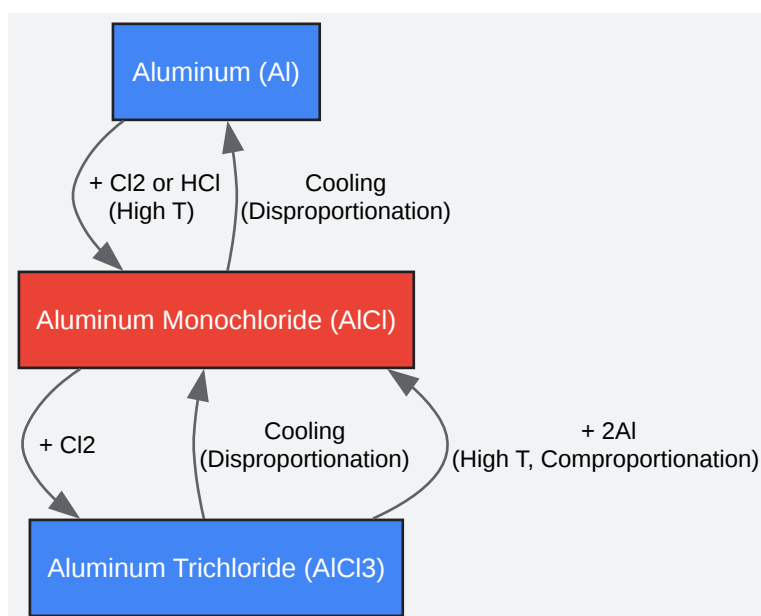 Aluminum (Al)
+ Cl2 or HCl
(High T)
Cooling
(Disproportionation)
Aluminum Monochloride (AlCl)
+ Cl2
Cooling
(Disproportionation)
+ 2Al
(High T, Comproportionation)
Aluminum Trichloride (AlCl3)